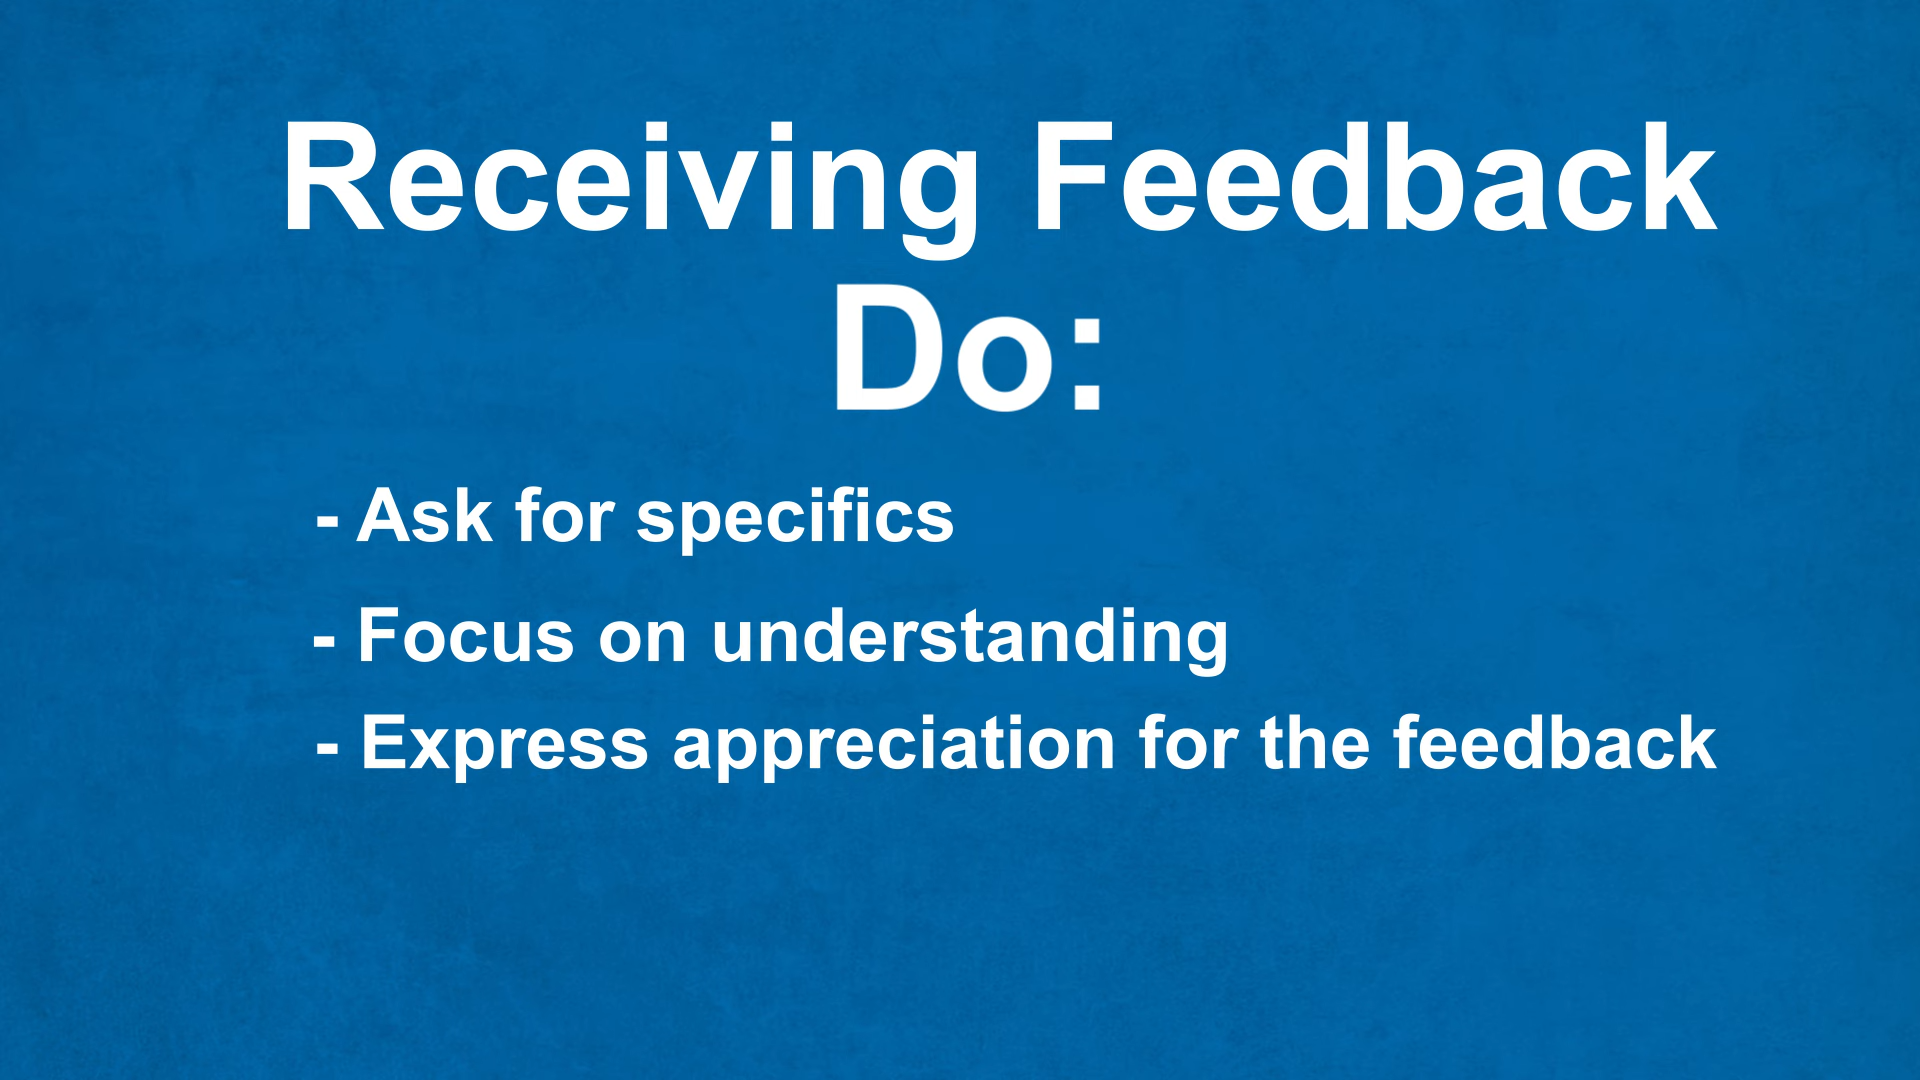 Receiving Feedback
Do:
- Ask for specifics
- Focus on understanding
- Express appreciation for the feedback